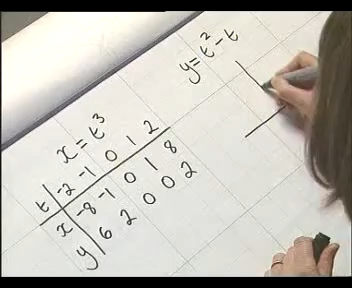 x = t³
y = t² - t
t | -2 -1 0 1 2
x | -8 -1 0 1 8
y | 6 2 0 0 2